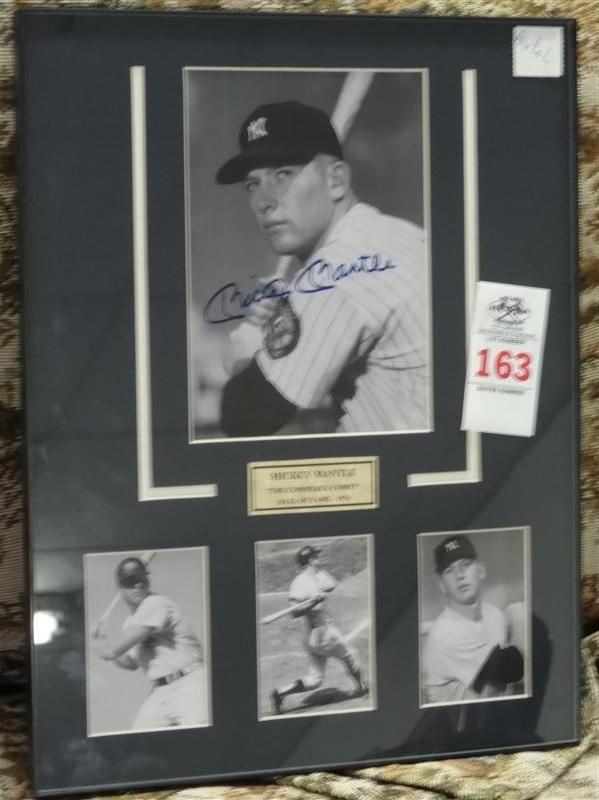 Mickey Mantle
163
MICKEY MANTLE
"THE COMMERCE COMET"
HALL OF FAME - 1974